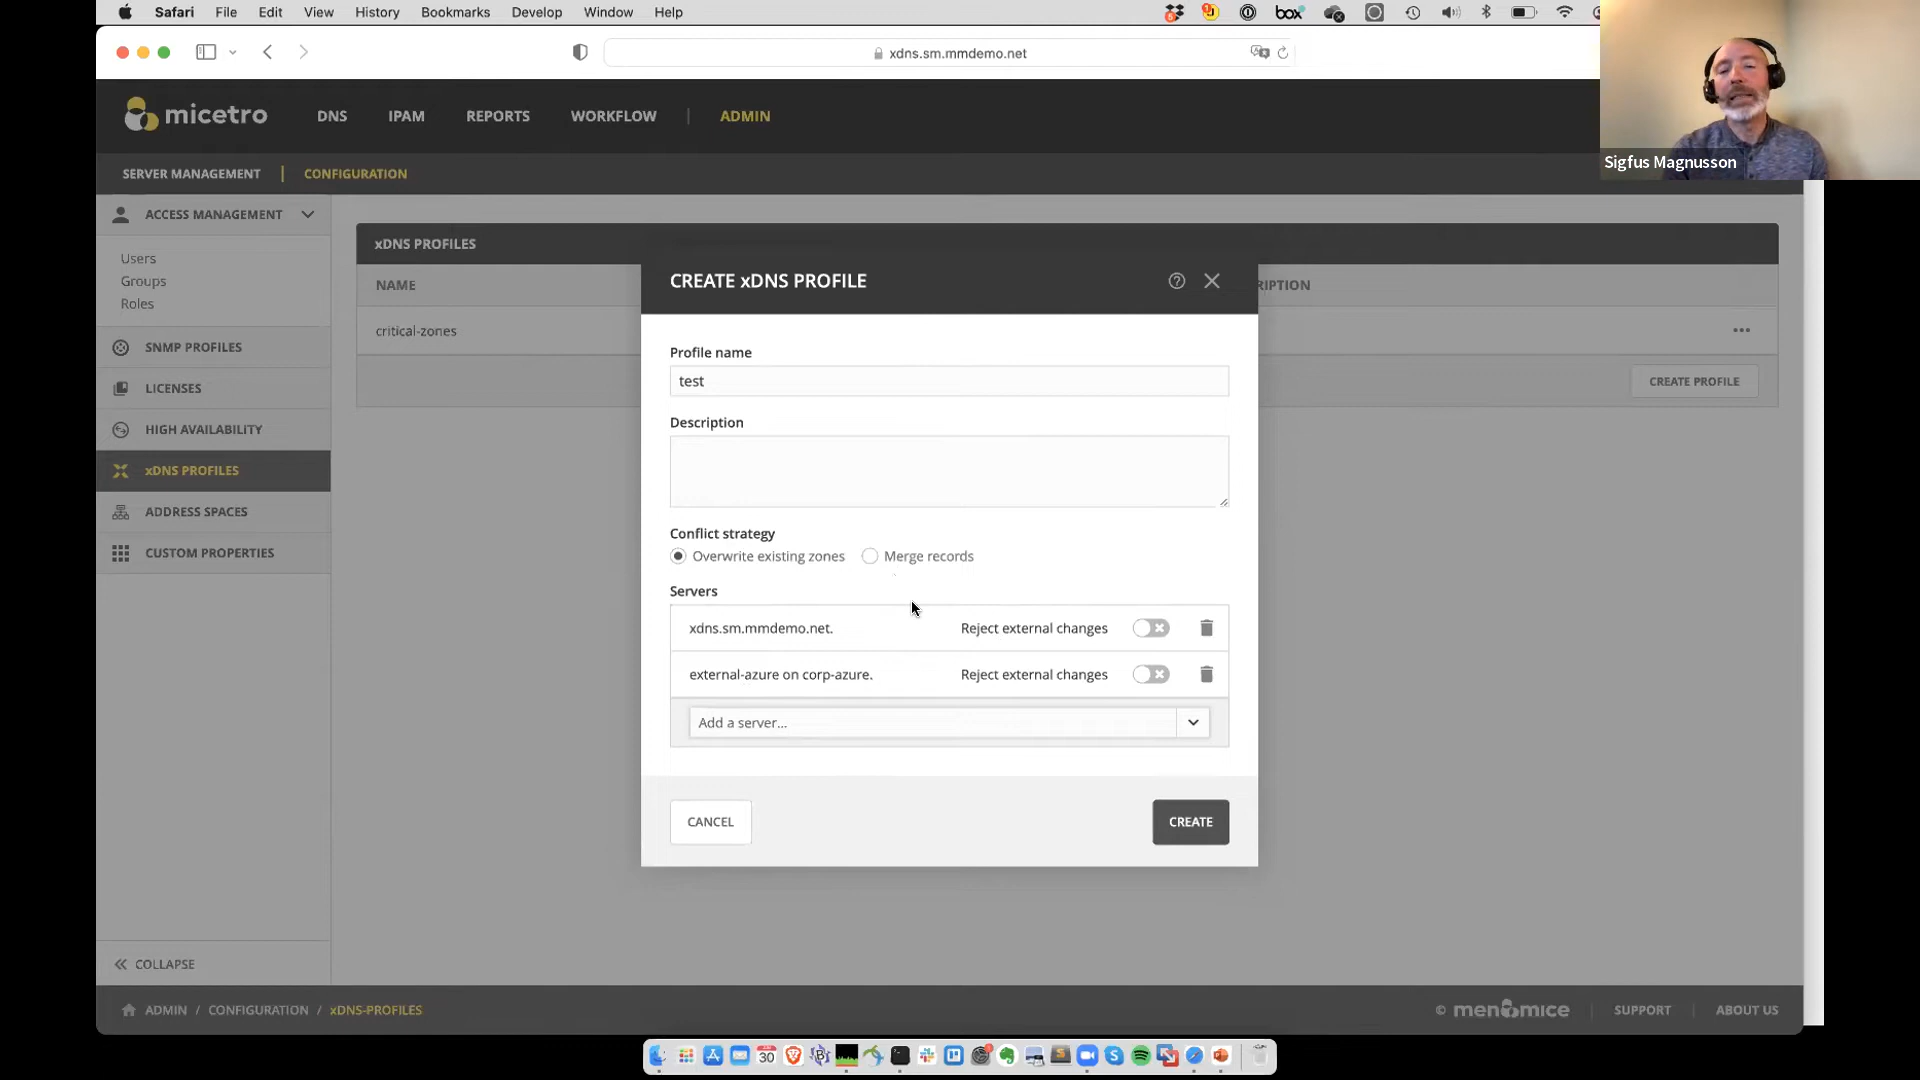 Safari File Edit View History Bookmarks Develop Window Help
box
xdns.sm.mmdemo.net
micetro DNS IPAM REPORTS WORKFLOW | ADMIN
Sigfus Magnusson
SERVER MANAGEMENT | CONFIGURATION
ACCESS MANAGEMENT
Users
Groups
Roles
SNMP PROFILES
LICENSES
HIGH AVAILABILITY
xDNS PROFILES
ADDRESS SPACES
CUSTOM PROPERTIES
COLLAPSE
xDNS PROFILES
NAME RIPTION
critical-zones
CREATE PROFILE
CREATE xDNS PROFILE
Profile name
test
Description
Conflict strategy
Overwrite existing zones Merge records
Servers
xdns.sm.mmdemo.net. Reject external changes
external-azure on corp-azure. Reject external changes
Add a server...
CANCEL CREATE
ADMIN / CONFIGURATION / xDNS-PROFILES
© men&mice SUPPORT ABOUT US
30